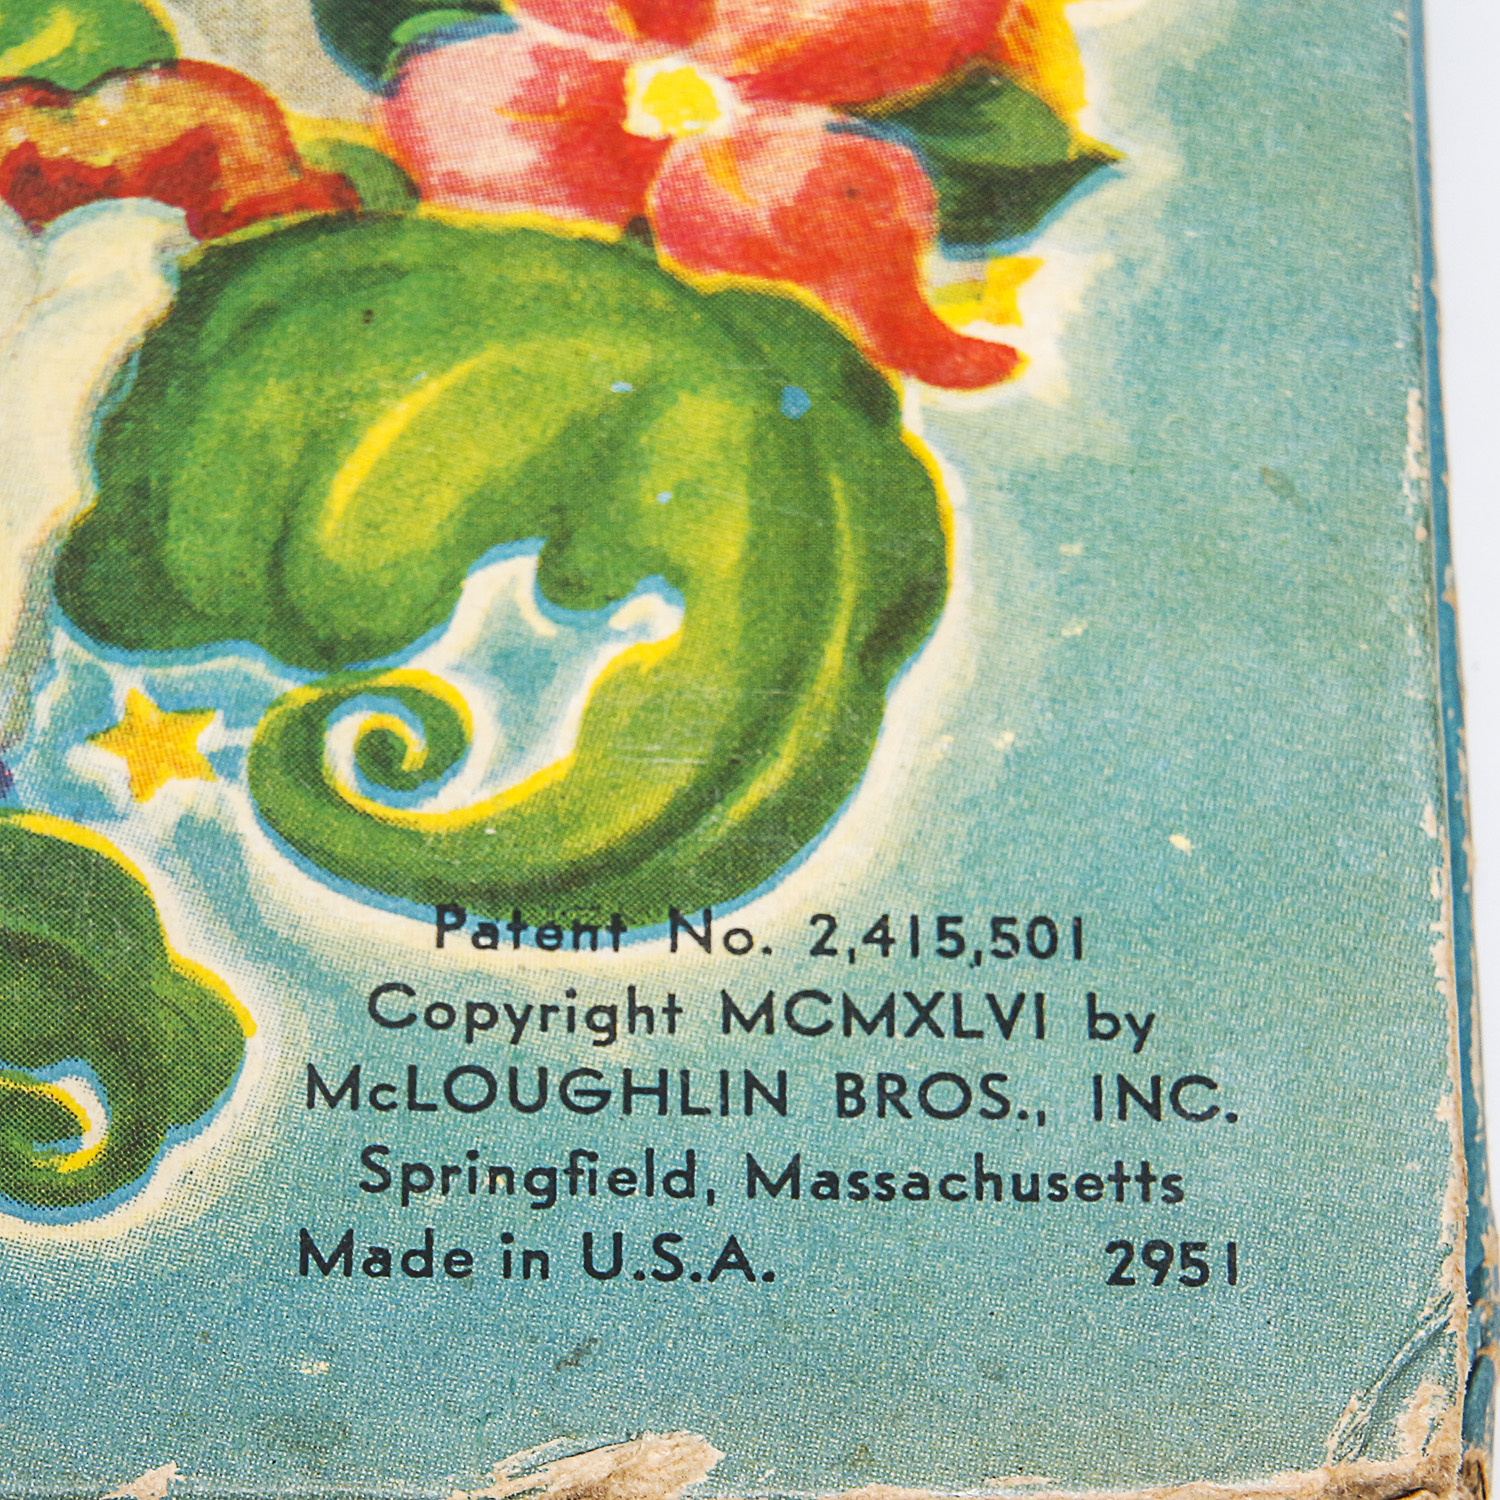 Patent No. 2,415,501
Copyright MCMXLVI by
McLOUGHLIN BROS., INC.
Springfield, Massachusetts
Made in U.S.A. 2951